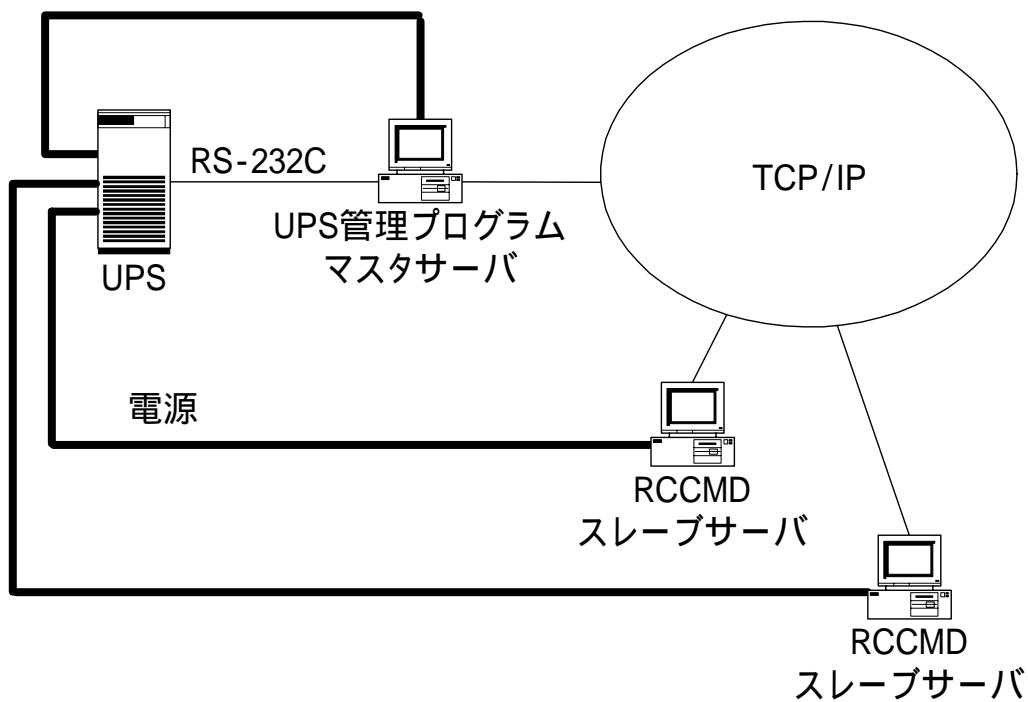 RS-232C
TCP/IP
UPS管理プログラム
マスタサーバ
UPS
電源
RCCMD
スレーブサーバ
RCCMD
スレーブサーバ